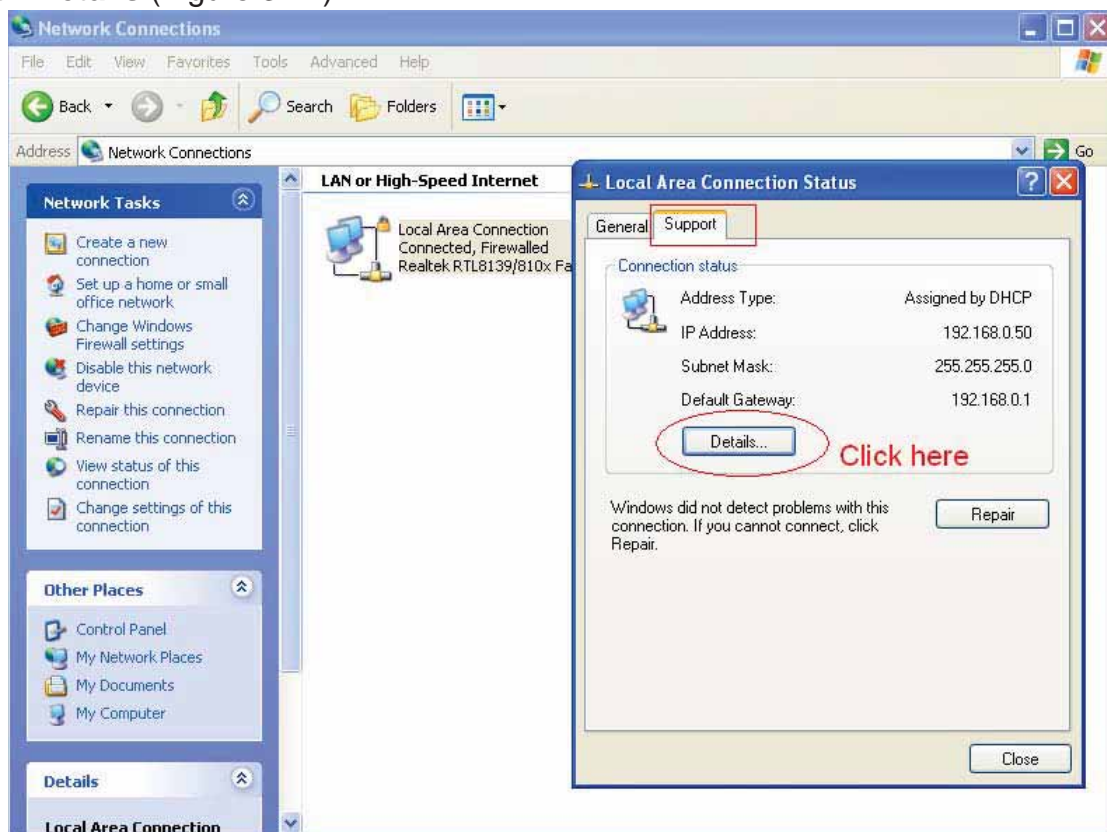 Network Connections
File Edit View Favorites Tools Advanced Help
Back Search Folders
Address Network Connections Go
Network Tasks
Create a new
connection
Set up a home or small
office network
Change Windows
Firewall settings
Disable this network
device
Repair this connection
Rename this connection
View status of this
connection
Change settings of this
connection
Other Places
Control Panel
My Network Places
My Documents
My Computer
Details
Local Area Connection
LAN or High-Speed Internet
Local Area Connection
Connected, Firewalled
Realtek RTL8139/810x Fa
Local Area Connection Status
General Support
Connection status
Address Type: Assigned by DHCP
IP Address: 192.168.0.50
Subnet Mask: 255.255.255.0
Default Gateway: 192.168.0.1
Details...
Click here
Windows did not detect problems with this
connection. If you cannot connect, click
Repair.
Repair
Close